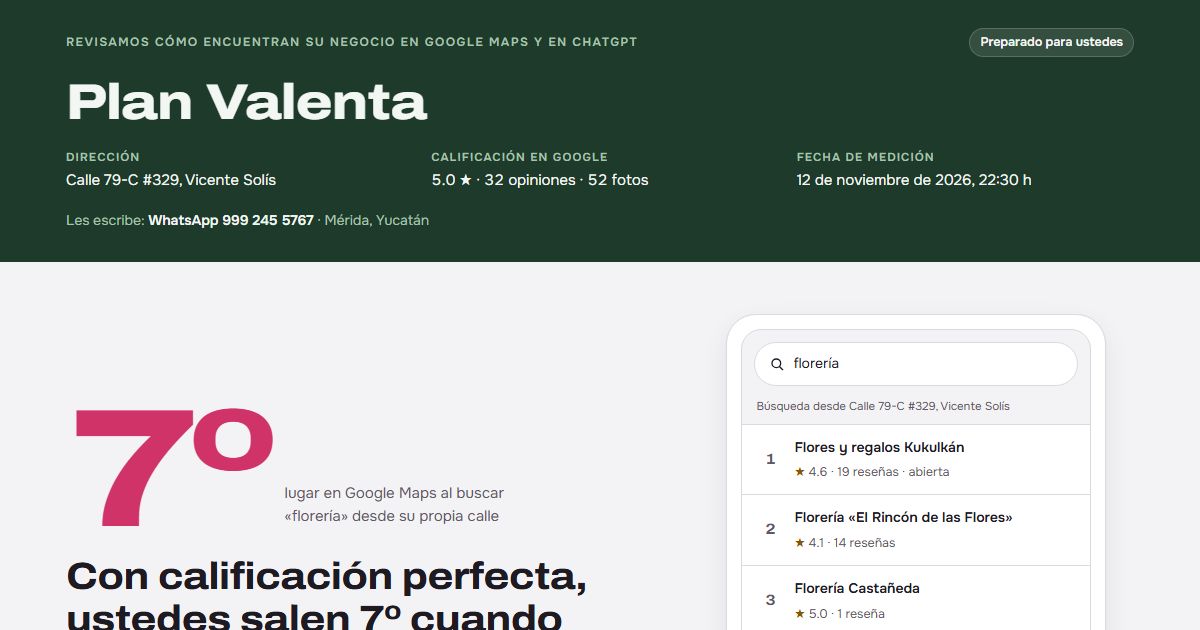 REVISAMOS CÓMO ENCUENTRAN SU NEGOCIO EN GOOGLE MAPS Y EN CHATGPT
Preparado para ustedes
Plan Valenta
DIRECCIÓN
Calle 79-C #329, Vicente Solís
CALIFICACIÓN EN GOOGLE
5.0 ★ · 32 opiniones · 52 fotos
FECHA DE MEDICIÓN
12 de noviembre de 2026, 22:30 h
Les escribe: WhatsApp 999 245 5767 · Mérida, Yucatán
7º
lugar en Google Maps al buscar
«florería» desde su propia calle
Con calificación perfecta,
ustedes salen 7º cuando
florería
Búsqueda desde Calle 79-C #329, Vicente Solís
1
Flores y regalos Kukulkán
★ 4.6 · 19 reseñas · abierta
2
Florería «El Rincón de las Flores»
★ 4.1 · 14 reseñas
3
Florería Castañeda
★ 5.0 · 1 reseña